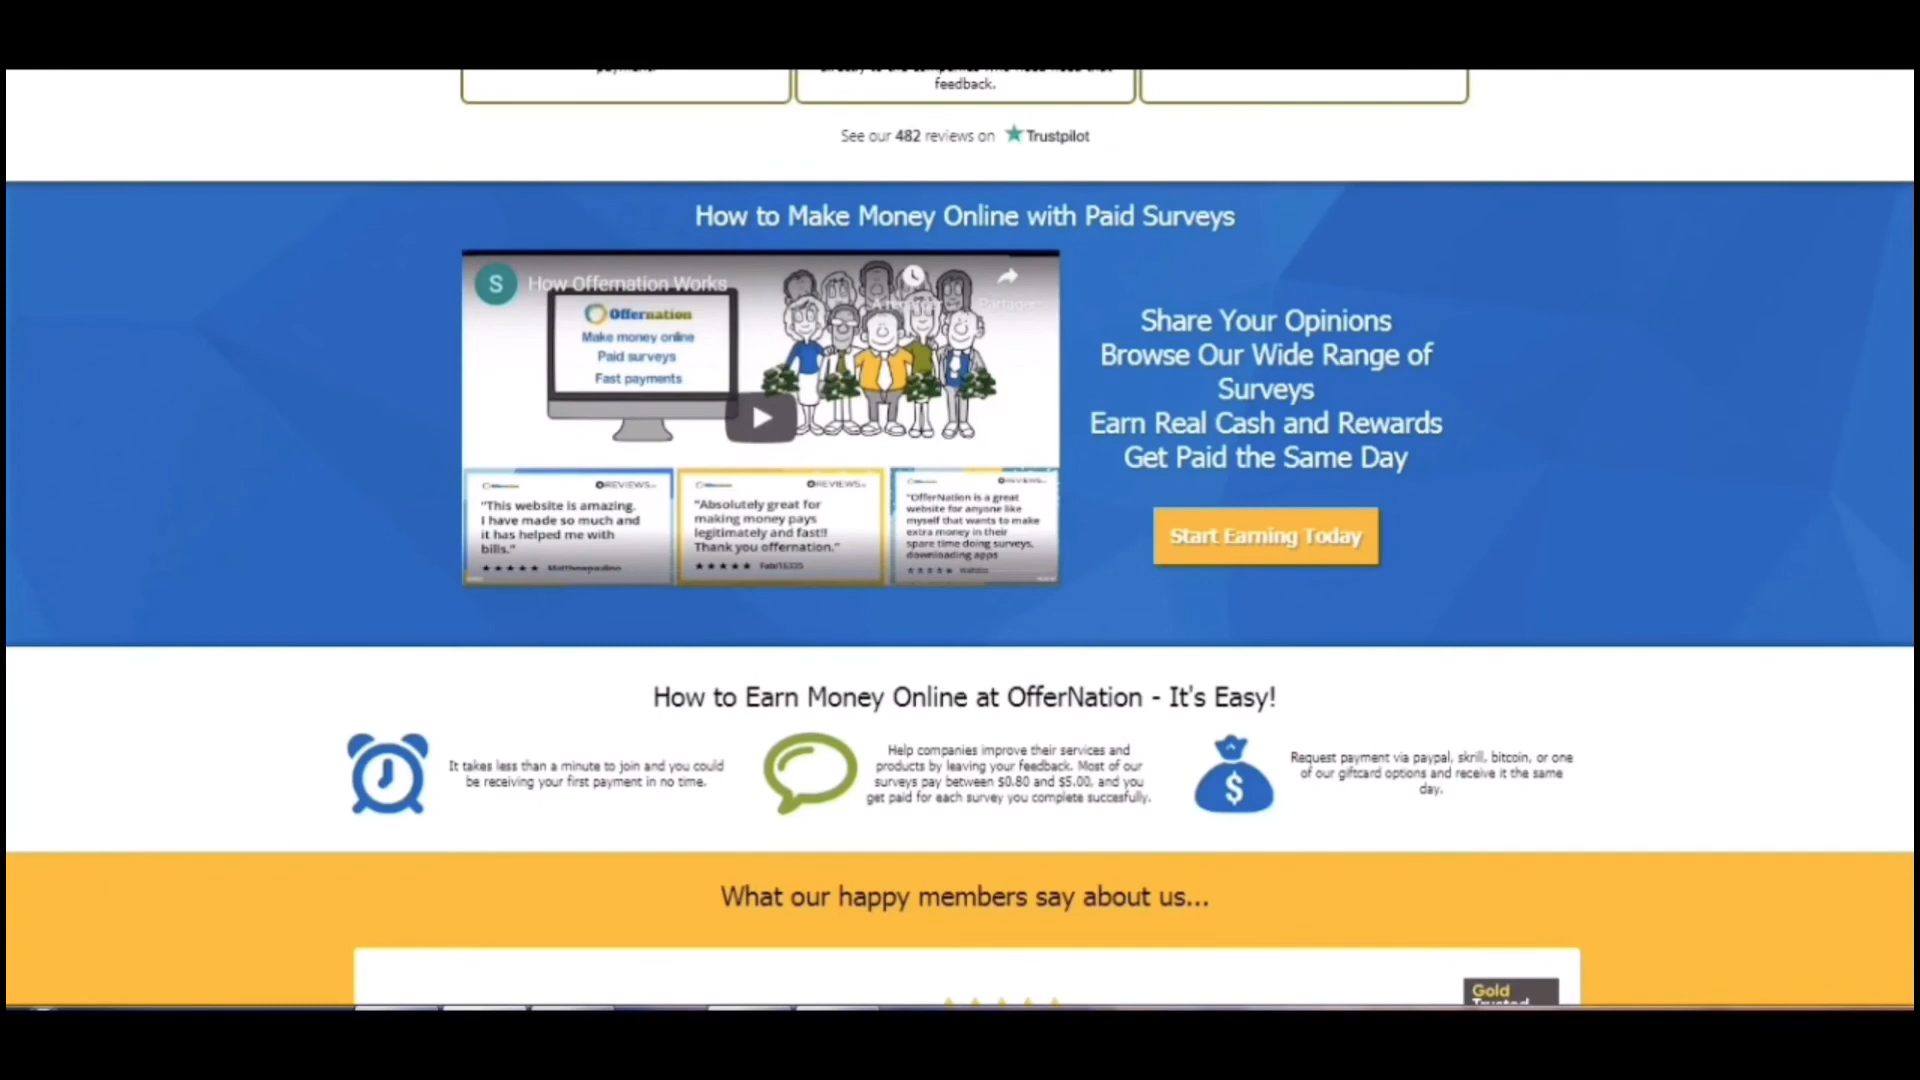 feedback.
See our 482 reviews on Trustpilot
How to Make Money Online with Paid Surveys
S How Offernation Works
Offernation
Make money online
Paid surveys
Fast payments
Partager
REVIEWS
"This website is amazing.
I have made so much and
it has helped me with
bills."
Matthewpaulino
REVIEWS
"Absolutely great for
making money pays
legitimately and fast!!
Thank you offernation."
REVIEWS
"OfferNation is a great
website for anyone like
myself that wants to make
extra money in their
spare time doing surveys,
downloading apps
Share Your Opinions
Browse Our Wide Range of
Surveys
Earn Real Cash and Rewards
Get Paid the Same Day
Start Earning Today
How to Earn Money Online at OfferNation - It's Easy!
It takes less than a minute to join and you could
be receiving your first payment in no time.
Help companies improve their services and
products by leaving your feedback. Most of our
surveys pay between $0.80 and $5.00, and you
get paid for each survey you complete succesfully.
Request payment via paypal, skrill, bitcoin, or one
of our giftcard options and receive it the same
day.
What our happy members say about us...
Gold
Trusted